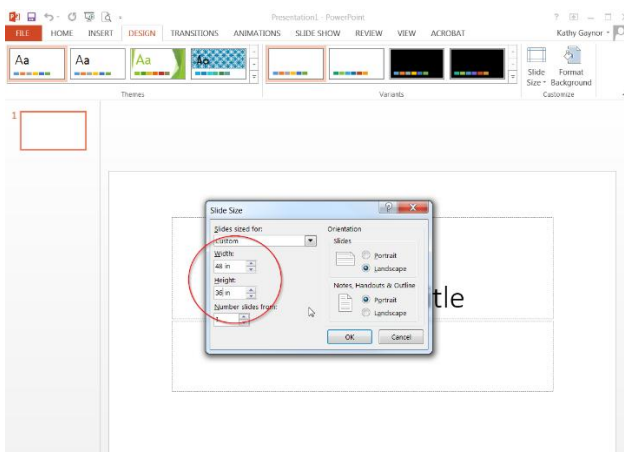 Presentation1 - PowerPoint
FILE HOME INSERT DESIGN TRANSITIONS ANIMATIONS SLIDE SHOW REVIEW VIEW ACROBAT Kathy Gaynor
Aa Aa Aa Aa
Slide Size Format Background
Themes Variants Customize
1
Slide Size
Slides sized for:
Custom
Width:
48 in
Height:
36 in
Number slides from:
1
Orientation
Slides
Portrait
Landscape
Notes, Handouts & Outline
Portrait
Landscape
OK Cancel
tle